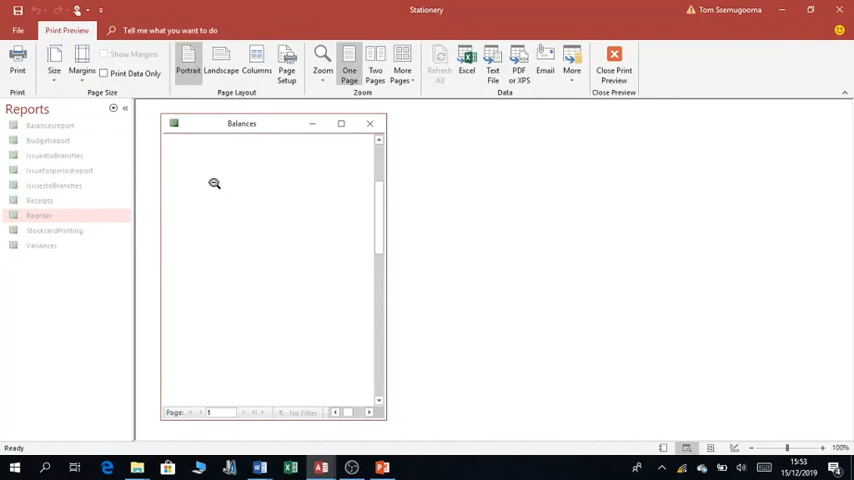 Stationery
Tom Ssemugooma
File
Print Preview
Tell me what you want to do
Print
Size
Margins
Show Margins
Print Data Only
Portrait
Landscape
Columns
Page Setup
Zoom
One Page
Two Pages
More Pages
Refresh All
Excel
Text File
PDF or XPS
Email
More
Close Print Preview
Print
Page Size
Page Layout
Zoom
Data
Close Preview
Reports
Balancesreport
Budgetreport
IssuedtoBranches
Issueforperiodreport
IssuestoBranches
Receipts
Reorder
StockcardPrinting
Variances
Balances
Page:
1
No Filter
Ready
100%
15:53
15/12/2019
4